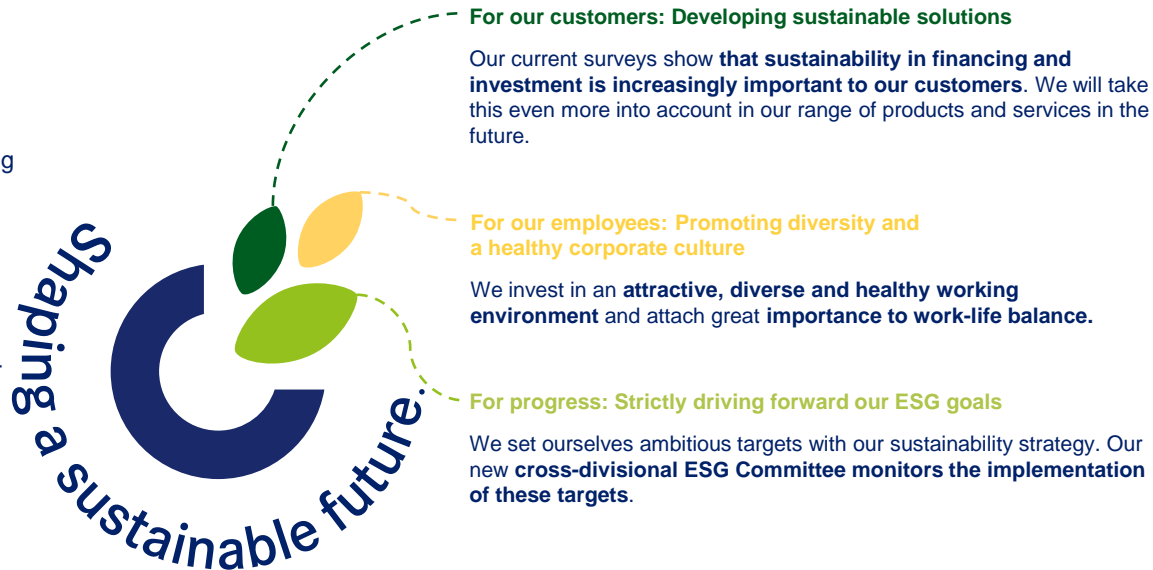 For our customers: Developing sustainable solutions
Our current surveys show that sustainability in financing and
investment is increasingly important to our customers. We will take
this even more into account in our range of products and services in the
future.
g
Shaping a sustainable future.
For our employees: Promoting diversity and
a healthy corporate culture
We invest in an attractive, diverse and healthy working
environment and attach great importance to work-life balance.
For progress: Strictly driving forward our ESG goals
We set ourselves ambitious targets with our sustainability strategy. Our
new cross-divisional ESG Committee monitors the implementation
of these targets.